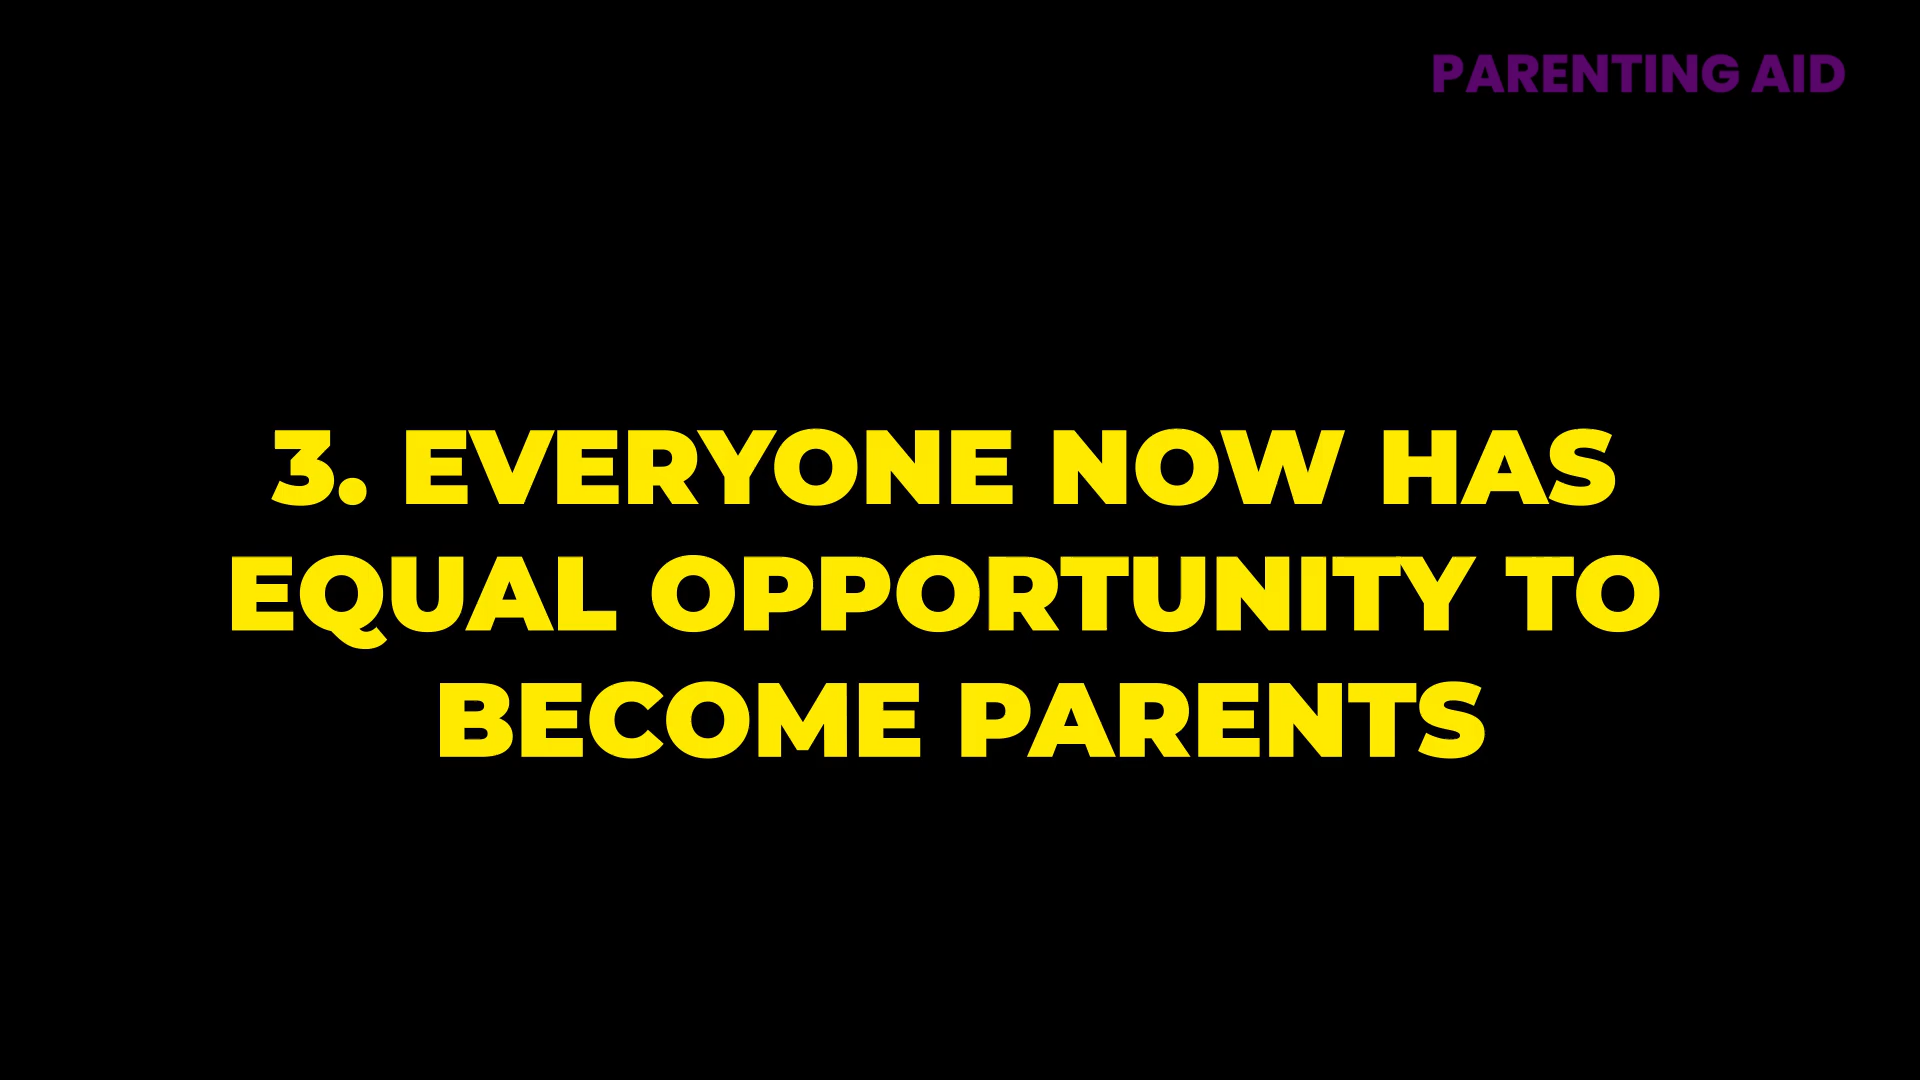 PARENTING AID
3. EVERYONE NOW HAS
EQUAL OPPORTUNITY TO
BECOME PARENTS